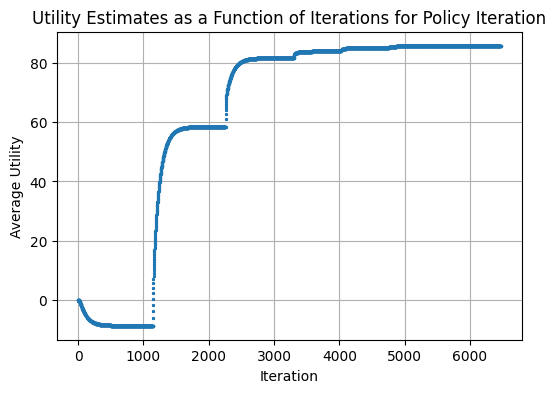 Utility Estimates as a Function of Iterations for Policy Iteration
80
60
40
20
0
Average Utility
0 1000 2000 3000 4000 5000 6000
Iteration